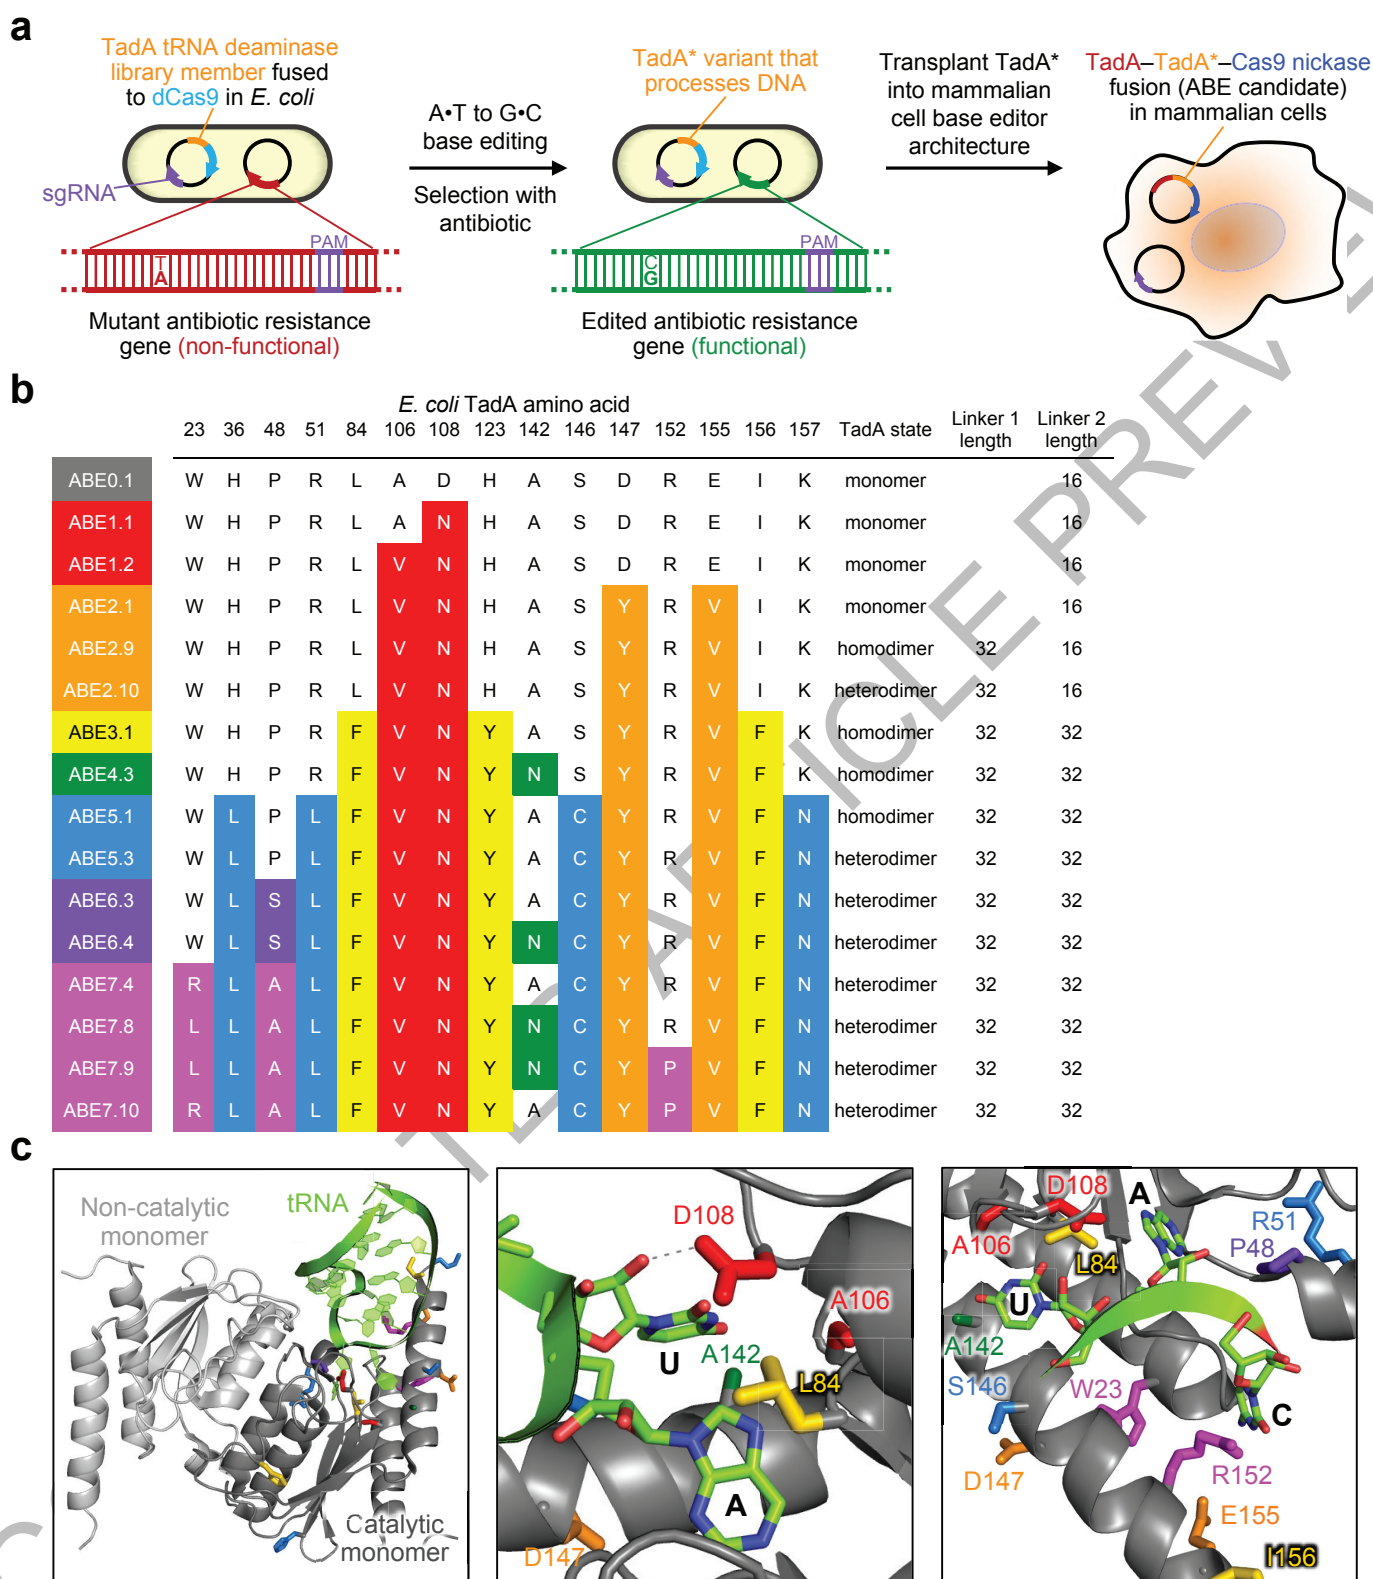 a
TadA tRNA deaminase
library member fused
to dCas9 in E. coli
sgRNA
PAM
T
A
Mutant antibiotic resistance
gene (non-functional)
A•T to G•C
base editing
Selection with
antibiotic
TadA* variant that
processes DNA
PAM
C
G
Edited antibiotic resistance
gene (functional)
Transplant TadA*
into mammalian
cell base editor
architecture
TadA–TadA*–Cas9 nickase
fusion (ABE candidate)
in mammalian cells
b
E. coli TadA amino acid
23 36 48 51 84 106 108 123 142 146 147 152 155 156 157 TadA state Linker 1 length Linker 2 length
ABE0.1 W H P R L A D H A S D R E I K monomer 16
ABE1.1 W H P R L A N H A S D R E I K monomer 16
ABE1.2 W H P R L V N H A S D R E I K monomer 16
ABE2.1 W H P R L V N H A S Y R V I K monomer 16
ABE2.9 W H P R L V N H A S Y R V I K homodimer 32 16
ABE2.10 W H P R L V N H A S Y R V I K heterodimer 32 16
ABE3.1 W H P R F V N Y A S Y R V F K homodimer 32 32
ABE4.3 W H P R F V N Y N S Y R V F K homodimer 32 32
ABE5.1 W L P L F V N Y A C Y R V F N homodimer 32 32
ABE5.3 W L P L F V N Y A C Y R V F N heterodimer 32 32
ABE6.3 W L S L F V N Y A C Y R V F N heterodimer 32 32
ABE6.4 W L S L F V N Y N C Y R V F N heterodimer 32 32
ABE7.4 R L A L F V N Y A C Y R V F N heterodimer 32 32
ABE7.8 L L A L F V N Y N C Y R V F N heterodimer 32 32
ABE7.9 L L A L F V N Y N C Y P V F N heterodimer 32 32
ABE7.10 R L A L F V N Y A C Y P V F N heterodimer 32 32
c
Non-catalytic
monomer
tRNA
Catalytic
monomer
D108
A106
U
A142
L84
A
D147
D108
A
R51
A106
P48
L84
U
A142
S146
W23
C
D147
R152
E155
I156